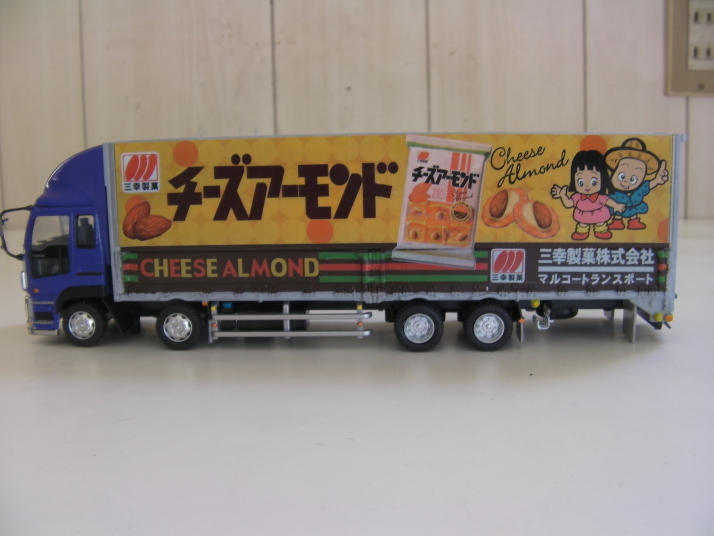 三幸製菓
チーズアーモンド
チーズアーモンド
Cheese
Almond
CHEESE ALMOND
三幸製菓
三幸製菓株式会社
マルコートランスポート